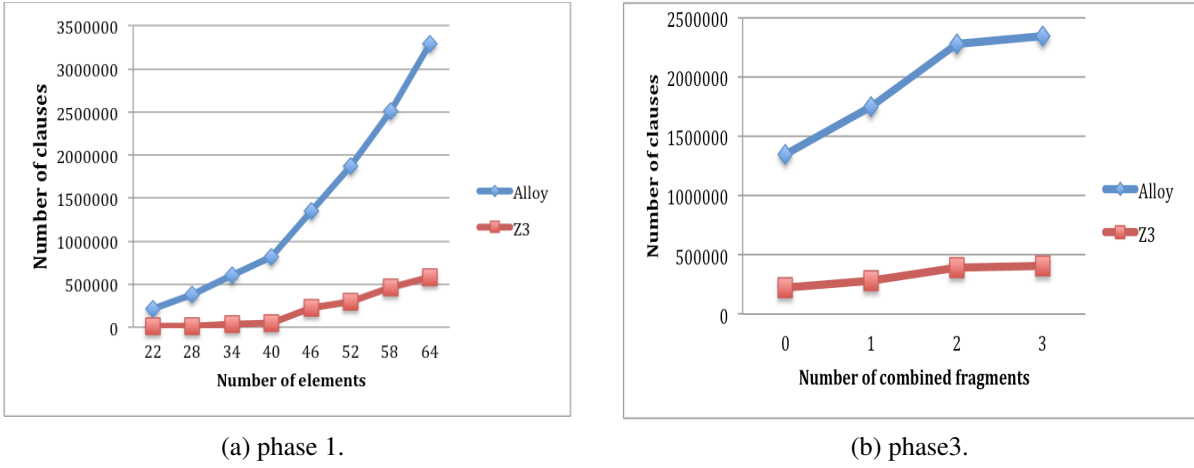 3500000
3000000
2500000
2000000
1500000
1000000
500000
0
Number of clauses
22 28 34 40 46 52 58 64
Number of elements
Alloy
Z3
(a) phase 1.
2500000
2000000
1500000
1000000
500000
0
Number of clauses
0 1 2 3
Number of combined fragments
Alloy
Z3
(b) phase3.